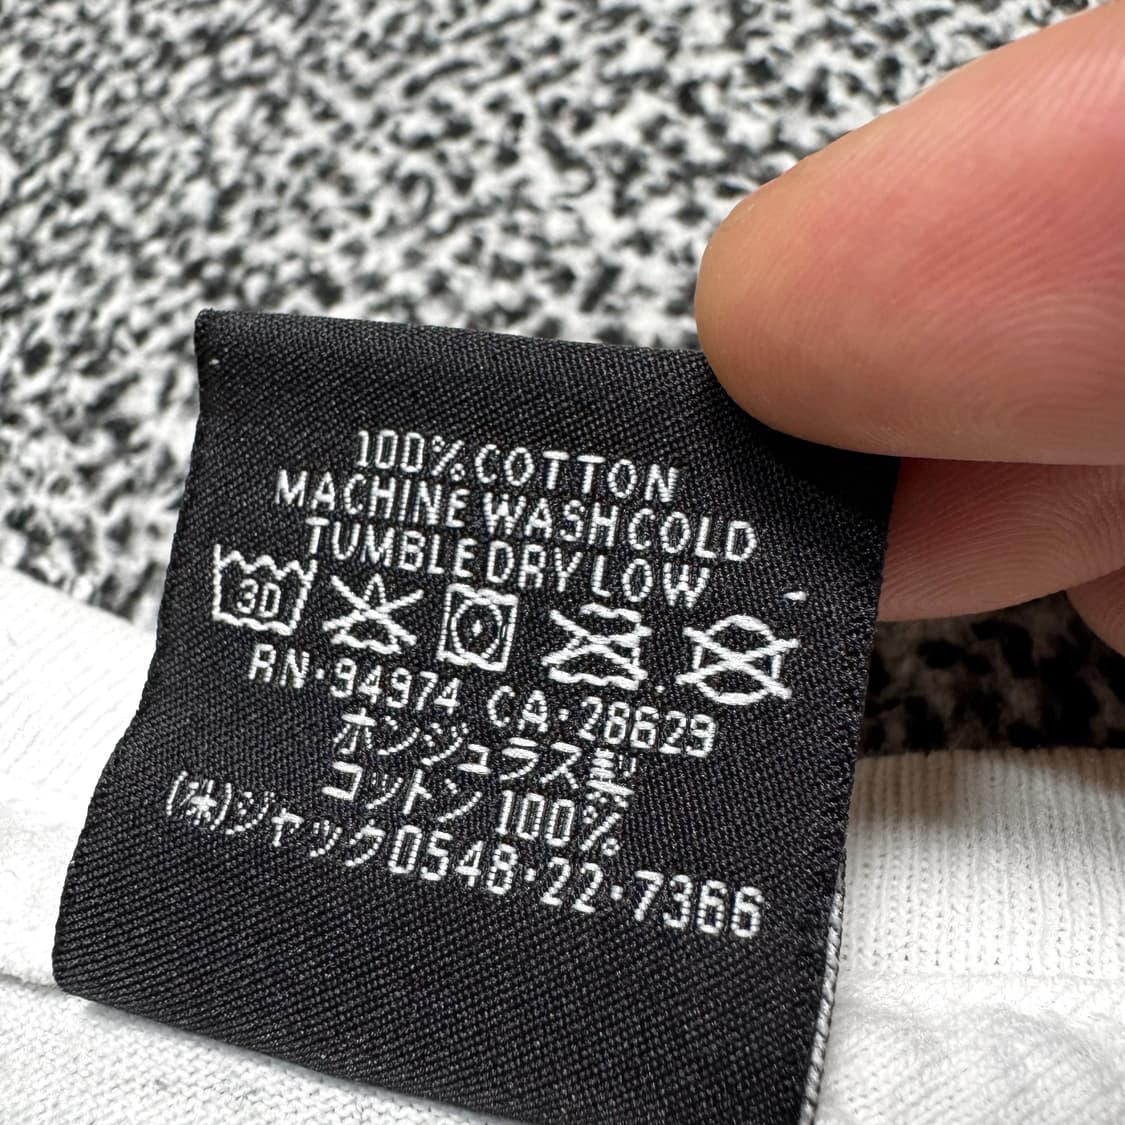 100% COTTON
MACHINE WASH COLD
TUMBLE DRY LOW
30
RN·94974 CA·28629
ホンジュラス製
コットン 100%
(株)ジャック0548·22·7366